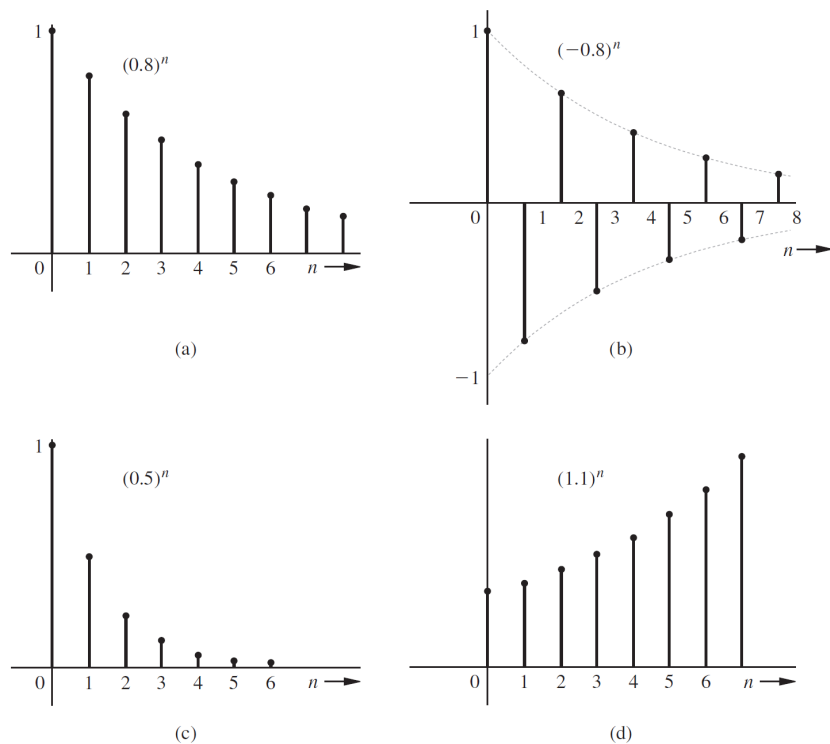 1
(0.8)^n
0 1 2 3 4 5 6 n
(a)
1
(−0.8)^n
0 1 2 3 4 5 6 7 8
n
−1
(b)
1
(0.5)^n
0 1 2 3 4 5 6 n
(c)
(1.1)^n
0 1 2 3 4 5 6 n
(d)